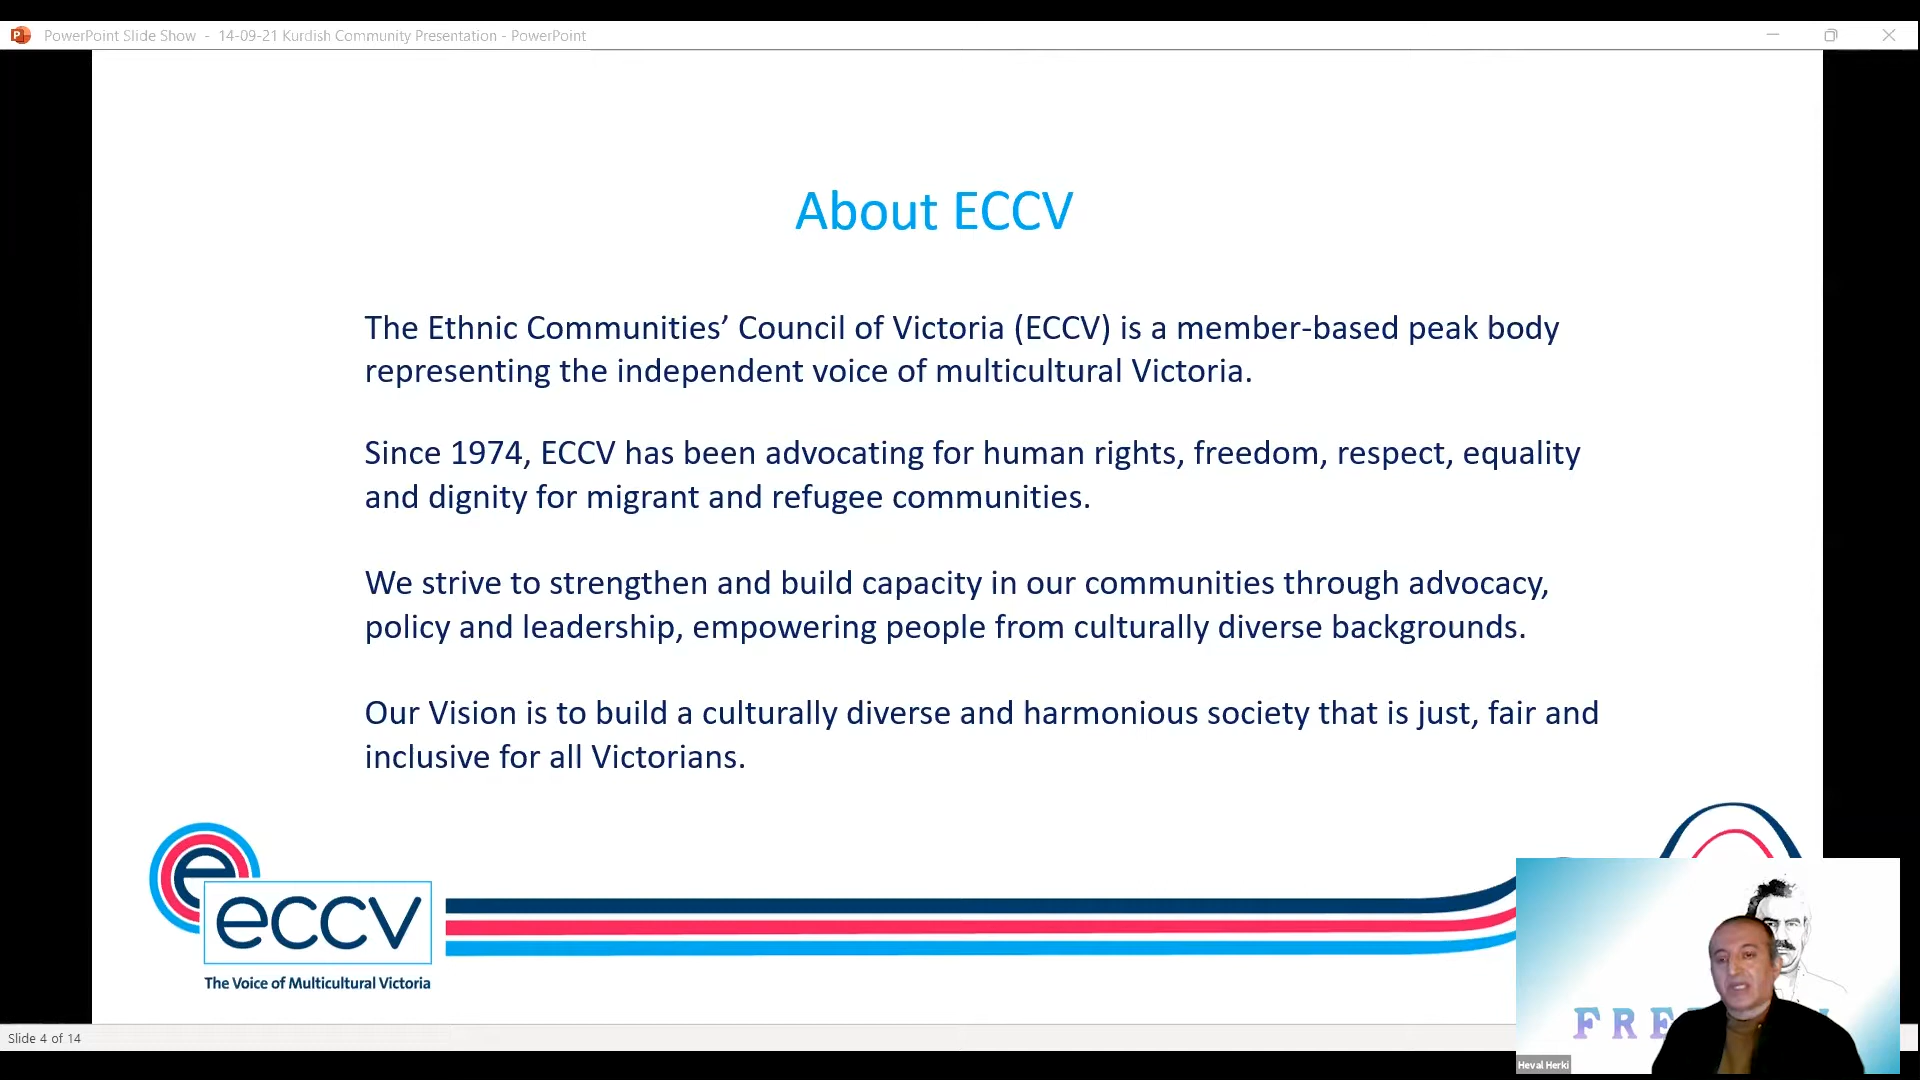 PowerPoint Slide Show - 14-09-21 Kurdish Community Presentation - PowerPoint
About ECCV
The Ethnic Communities’ Council of Victoria (ECCV) is a member-based peak body
representing the independent voice of multicultural Victoria.
Since 1974, ECCV has been advocating for human rights, freedom, respect, equality
and dignity for migrant and refugee communities.
We strive to strengthen and build capacity in our communities through advocacy,
policy and leadership, empowering people from culturally diverse backgrounds.
Our Vision is to build a culturally diverse and harmonious society that is just, fair and
inclusive for all Victorians.
e
eccv
The Voice of Multicultural Victoria
Slide 4 of 14
Heval Herki